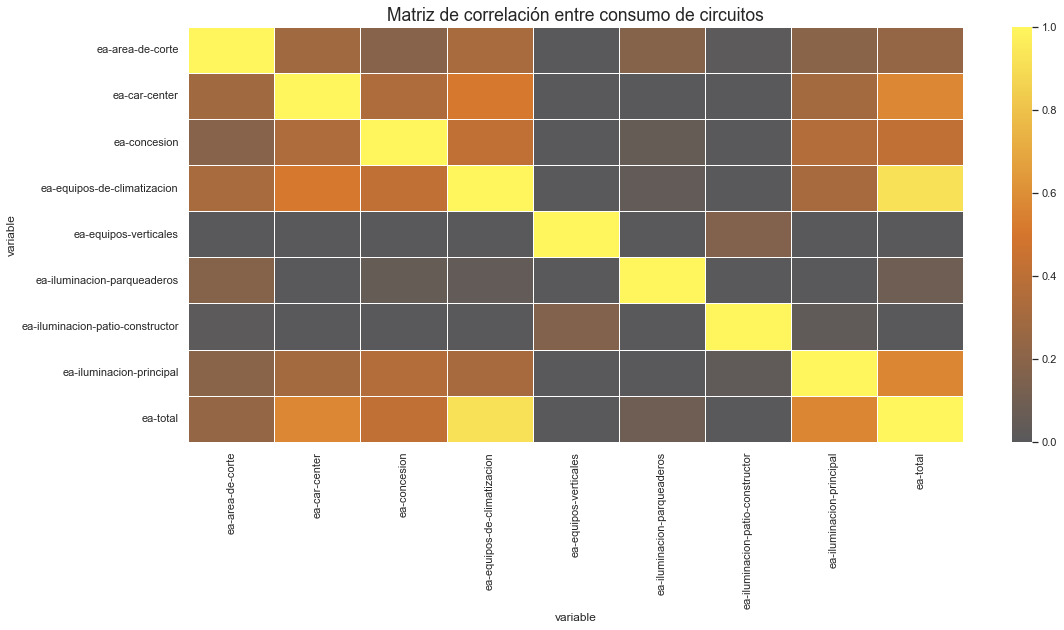 Matriz de correlación entre consumo de circuitos
variable
ea-area-de-corte
ea-car-center
ea-concesion
ea-equipos-de-climatizacion
ea-equipos-verticales
ea-iluminacion-parqueaderos
ea-iluminacion-patio-constructor
ea-iluminacion-principal
ea-total
ea-area-de-corte
ea-car-center
ea-concesion
ea-equipos-de-climatizacion
ea-equipos-verticales
ea-iluminacion-parqueaderos
ea-iluminacion-patio-constructor
ea-iluminacion-principal
ea-total
variable
1.0
0.8
0.6
0.4
0.2
0.0